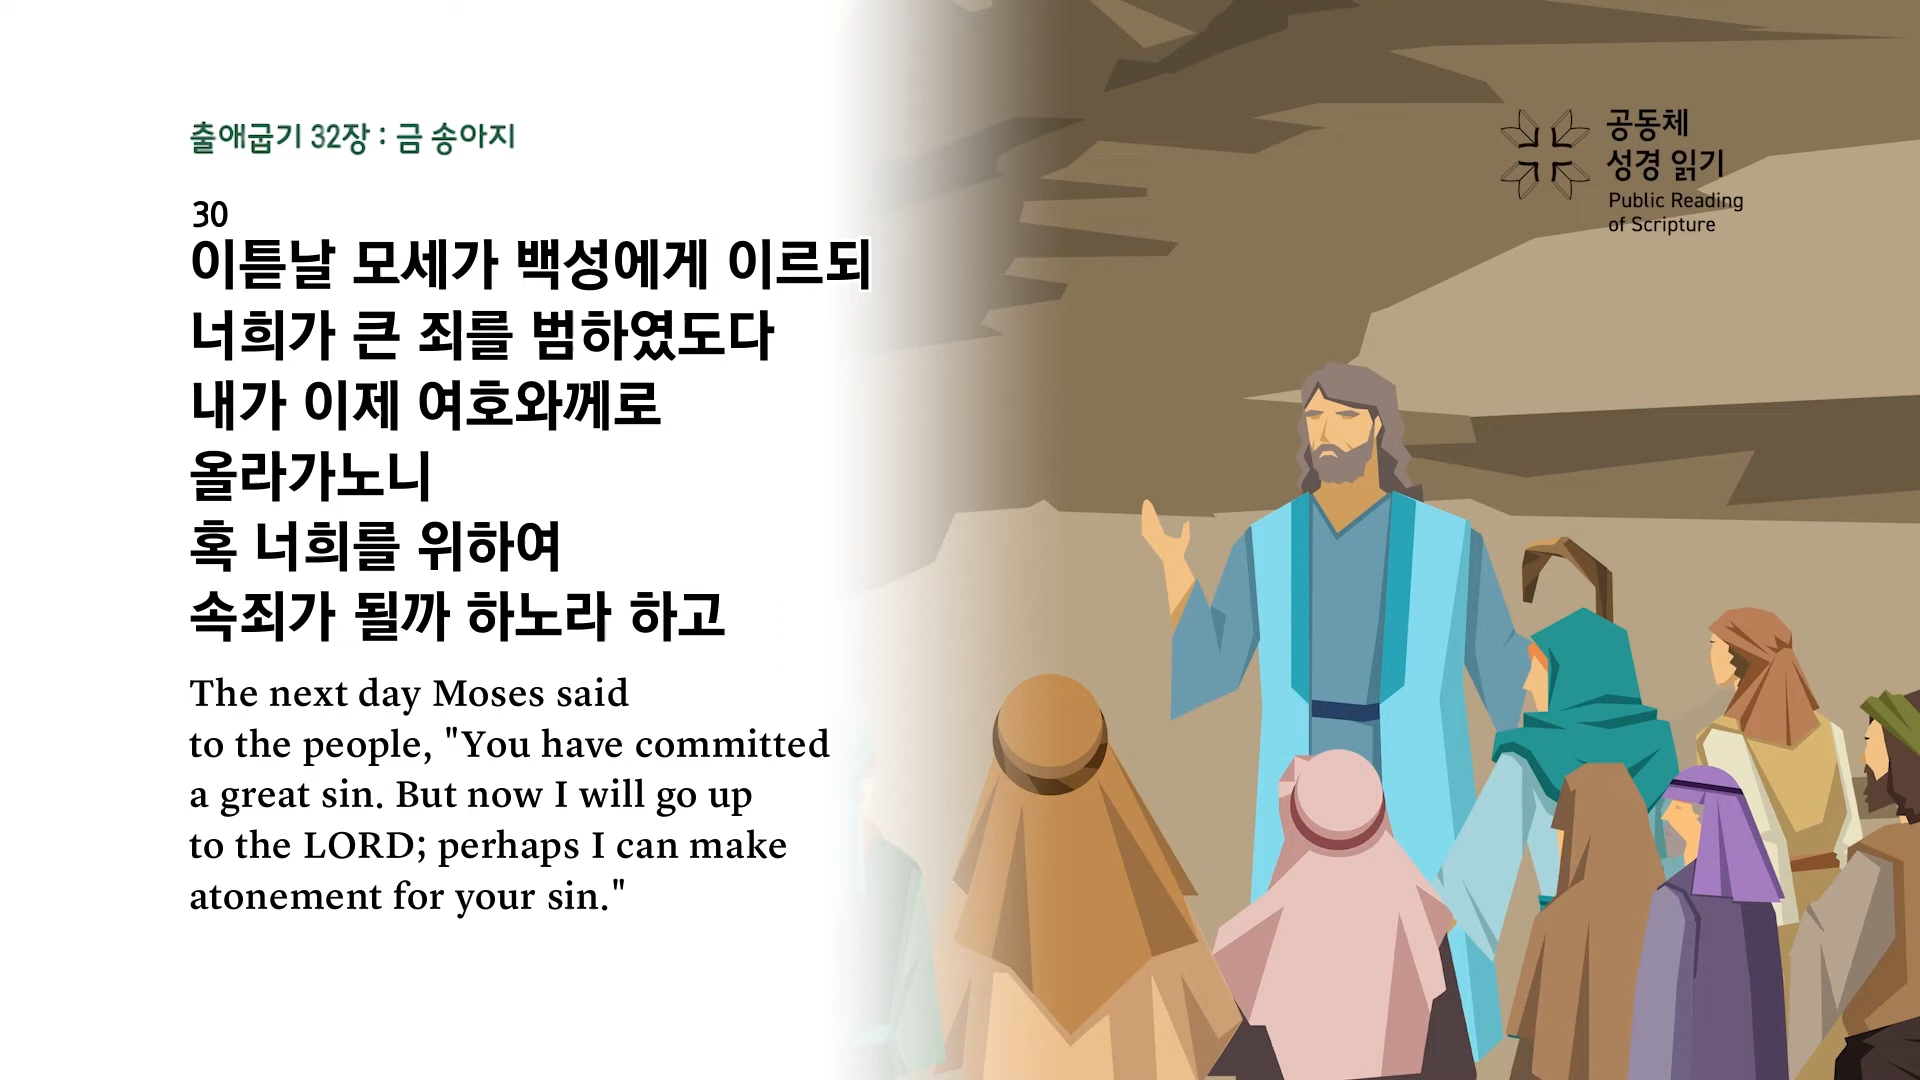 출애굽기 32장 : 금 송아지
30
이튿날 모세가 백성에게 이르되
너희가 큰 죄를 범하였도다
내가 이제 여호와께로
올라가노니
혹 너희를 위하여
속죄가 될까 하노라 하고
The next day Moses said
to the people, "You have committed
a great sin. But now I will go up
to the LORD; perhaps I can make
atonement for your sin."
공동체
성경 읽기
Public Reading
of Scripture